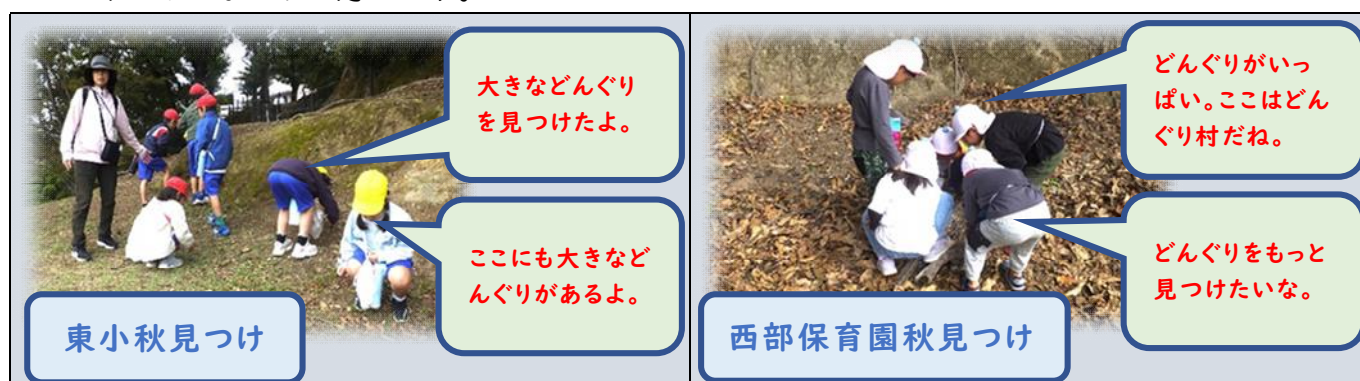 大きなどんぐり
を見つけたよ。
ここにも大きなど
んぐりがあるよ。
東小秋見つけ
どんぐりがいっ
ぱい。ここはどん
ぐり村だね。
どんぐりをもっと
見つけたいな。
西部保育園秋見つけ